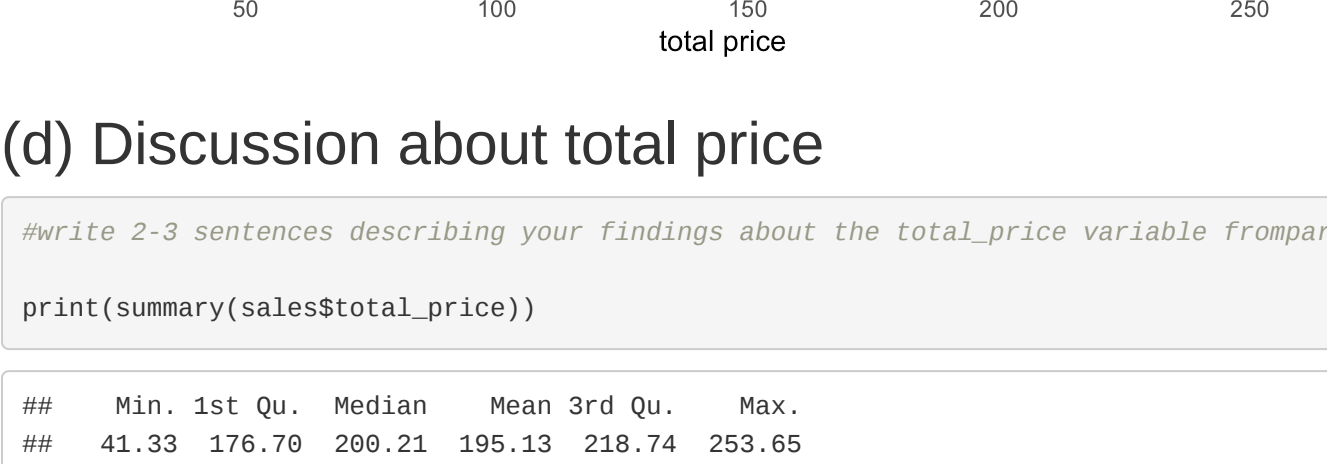 50 100 150 200 250
total price
(d) Discussion about total price
#write 2-3 sentences describing your findings about the total_price variable frompar
print(summary(sales$total_price))
## Min. 1st Qu. Median Mean 3rd Qu. Max.
## 41.33 176.70 200.21 195.13 218.74 253.65